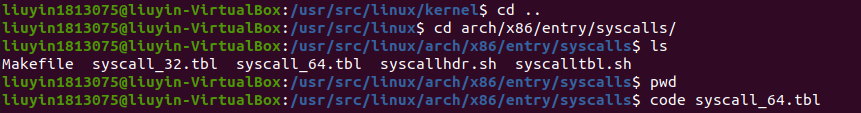 liuyin1813075@liuyin-VirtualBox:/usr/src/linux/kernel$ cd ..
liuyin1813075@liuyin-VirtualBox:/usr/src/linux$ cd arch/x86/entry/syscalls/
liuyin1813075@liuyin-VirtualBox:/usr/src/linux/arch/x86/entry/syscalls$ ls
Makefile  syscall_32.tbl  syscall_64.tbl  syscallhdr.sh  syscalltbl.sh
liuyin1813075@liuyin-VirtualBox:/usr/src/linux/arch/x86/entry/syscalls$ pwd
liuyin1813075@liuyin-VirtualBox:/usr/src/linux/arch/x86/entry/syscalls$ code syscall_64.tbl